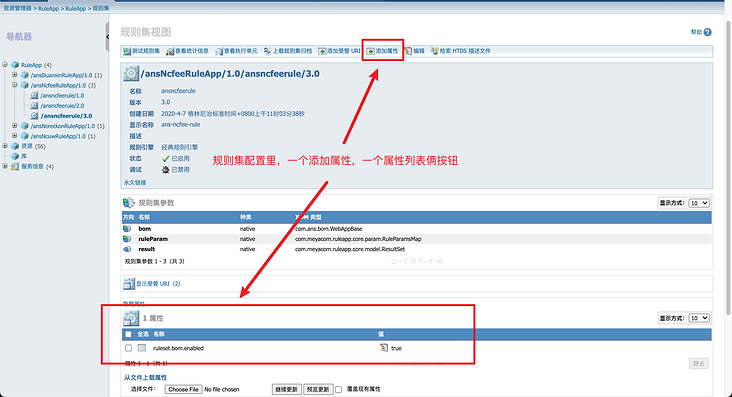 资源管理器 > RuleApp > RuleApp > 规则集
导航器
RuleApp (4)
/ansDuanxinRuleApp/1.0 (1)
/ansNcfeeRuleApp/1.0 (3)
/ansncfeerule/1.0
/ansncfeerule/2.0
/ansncfeerule/3.0
/ansNcreckonRuleApp/1.0 (1)
/ansNcuwRuleApp/1.0 (1)
资源 (56)
库
服务信息 (4)
规则集视图
帮助
测试规则集 查看统计信息 查看执行单元 上载规则集归档 添加受管 URI 添加属性 编辑 检索 HTDS 描述文件
/ansNcfeeRuleApp/1.0/ansncfeerule/3.0
名称 ansncfeerule
版本 3.0
创建日期 2020-4-7 格林尼治标准时间+0800上午11时03分38秒
显示名称 ans-ncfee-rule
描述
规则引擎 经典规则引擎
状态 已启用
调试 已禁用
永久链接
规则集配置里，一个添加属性，一个属性列表俩按钮
规则集参数 显示方式: 10
方向 名称 种类 XOM 类型
bom native com.ans.bom.WebAppBase
ruleParam native com.meyacom.ruleapp.core.param.RuleParamsMap
result native com.meyacom.ruleapp.core.model.ResultSet
规则集参数 1 - 3（共 3） 上一个 10 下一个 10
显示受管 URI（2）
隐藏属性
1 属性 显示方式: 10
全选 名称 值
ruleset.bom.enabled true
属性 1 - 1（共 1）
除去
从文件上载属性
选择文件: Choose File No file chosen 继续更新 预览更新 覆盖现有属性